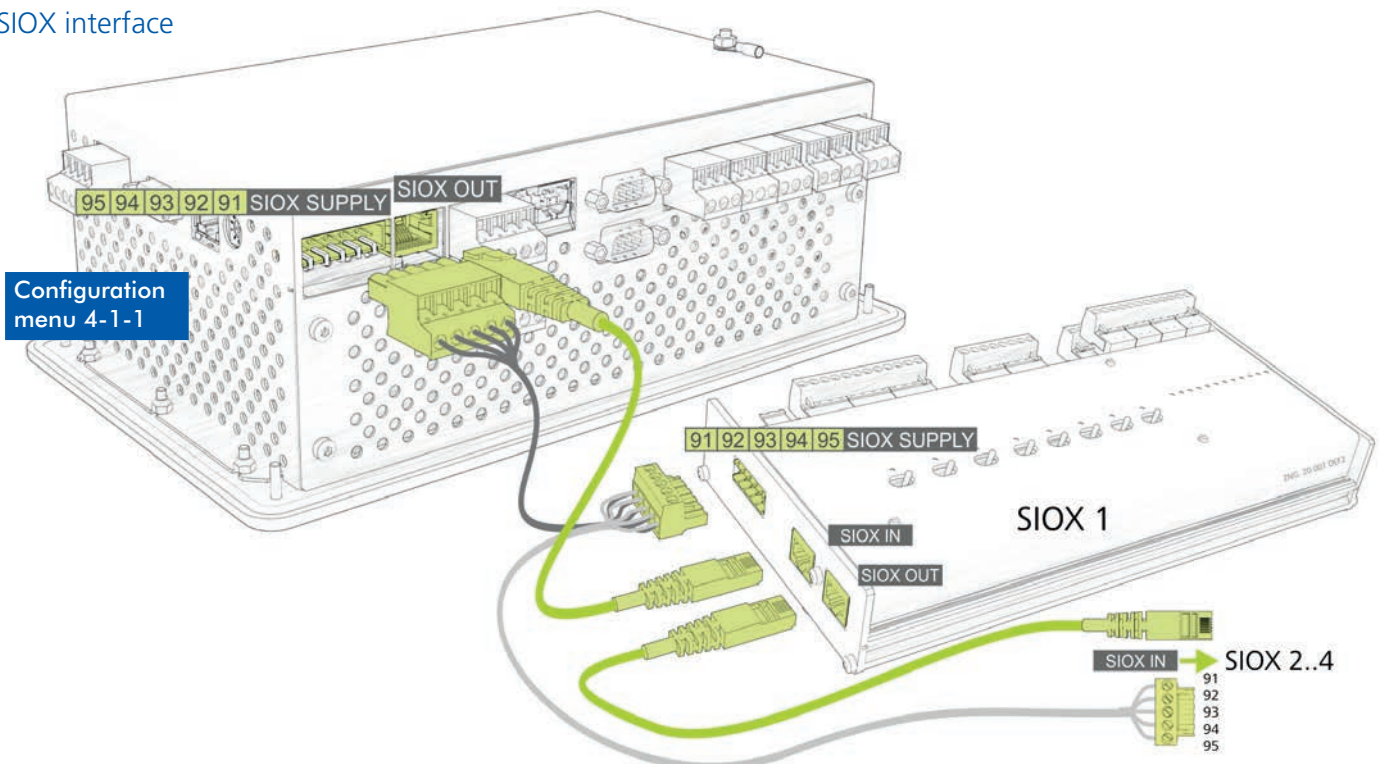 SIOX interface
95 94 93 92 91 SIOX SUPPLY
SIOX OUT
Configuration
menu 4-1-1
91 92 93 94 95 SIOX SUPPLY
SIOX IN
SIOX OUT
SIOX 1
SIOX IN
SIOX 2..4
91
92
93
94
95